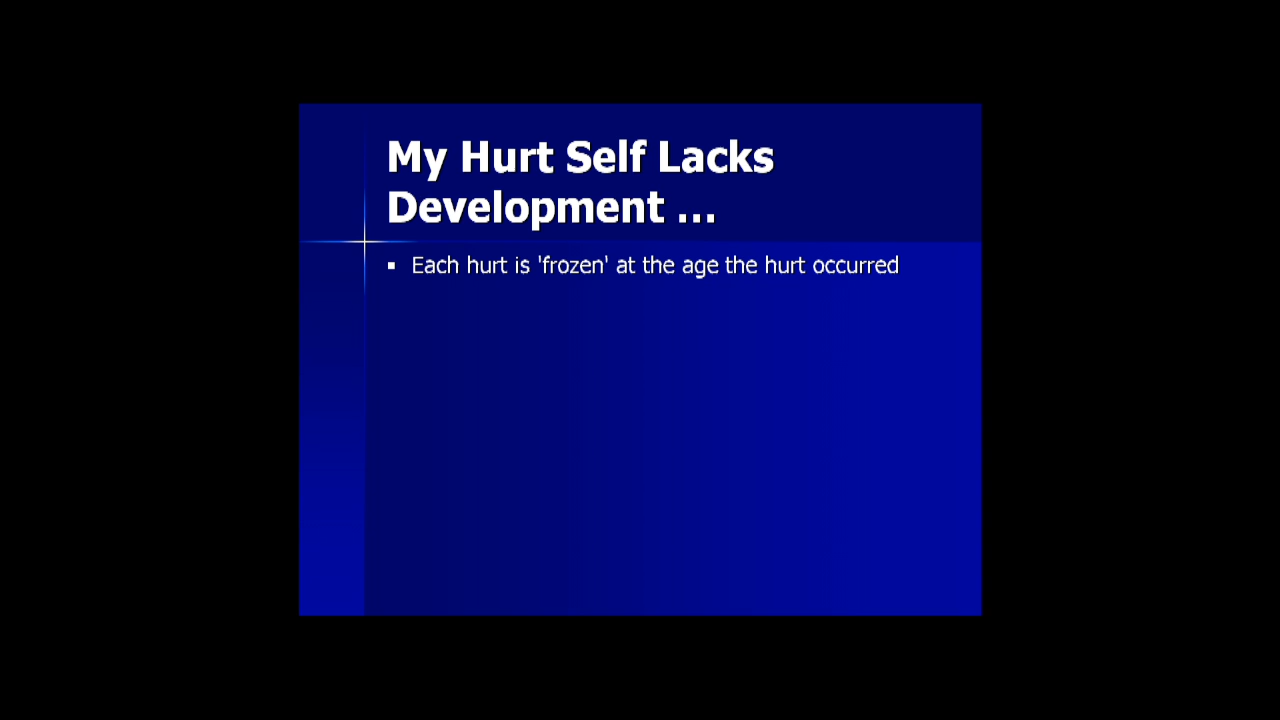 My Hurt Self Lacks
Development ...
▪ Each hurt is 'frozen' at the age the hurt occurred